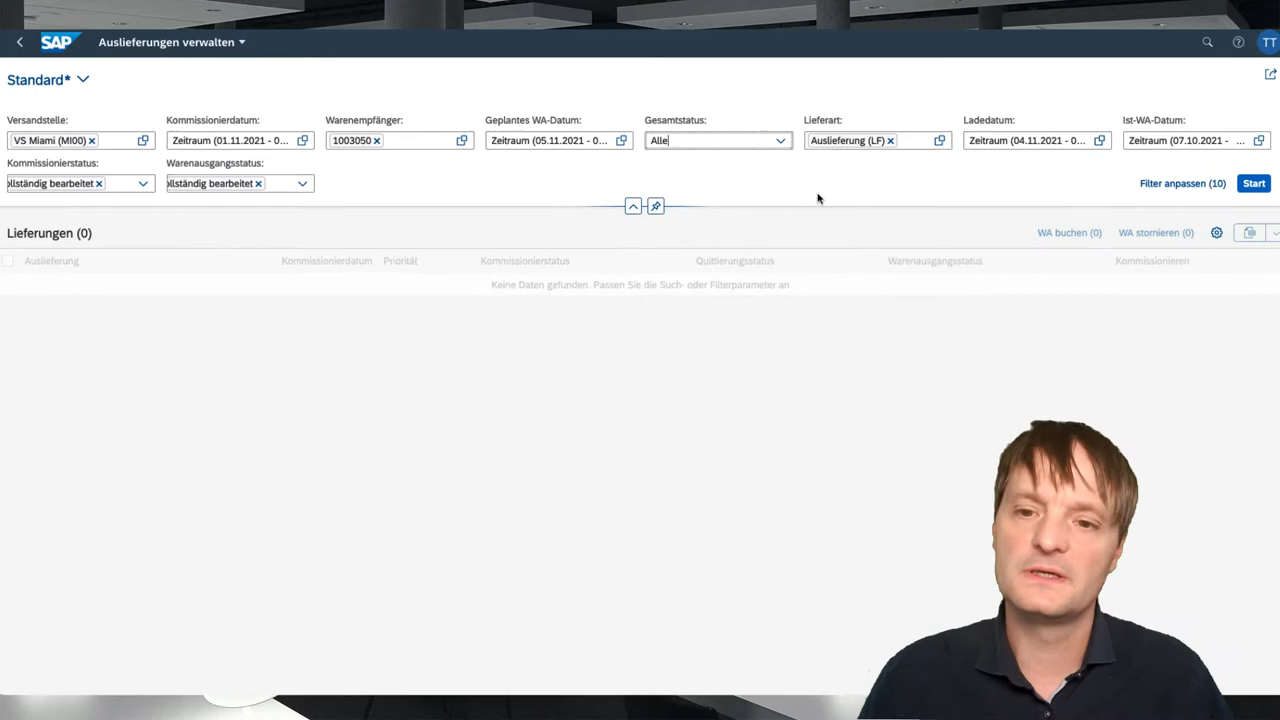 SAP Auslieferungen verwalten TT
Standard*
Versandstelle: Kommissionierdatum: Warenempfänger: Geplantes WA-Datum: Gesamtstatus: Lieferart: Ladedatum: Ist-WA-Datum:
VS Miami (MI00) Zeitraum (01.11.2021 - 0... 1003050 Zeitraum (05.11.2021 - 0... Alle Auslieferung (LF) Zeitraum (04.11.2021 - 0... Zeitraum (07.10.2021 - ...
Kommissionierstatus: Warenausgangsstatus:
ollständig bearbeitet ollständig bearbeitet Filter anpassen (10) Start
Lieferungen (0) WA buchen (0) WA stornieren (0)
Auslieferung Kommissionierdatum Priorität Kommissionierstatus Quittierungsstatus Warenausgangsstatus Kommissionieren
Keine Daten gefunden. Passen Sie die Such- oder Filterparameter an